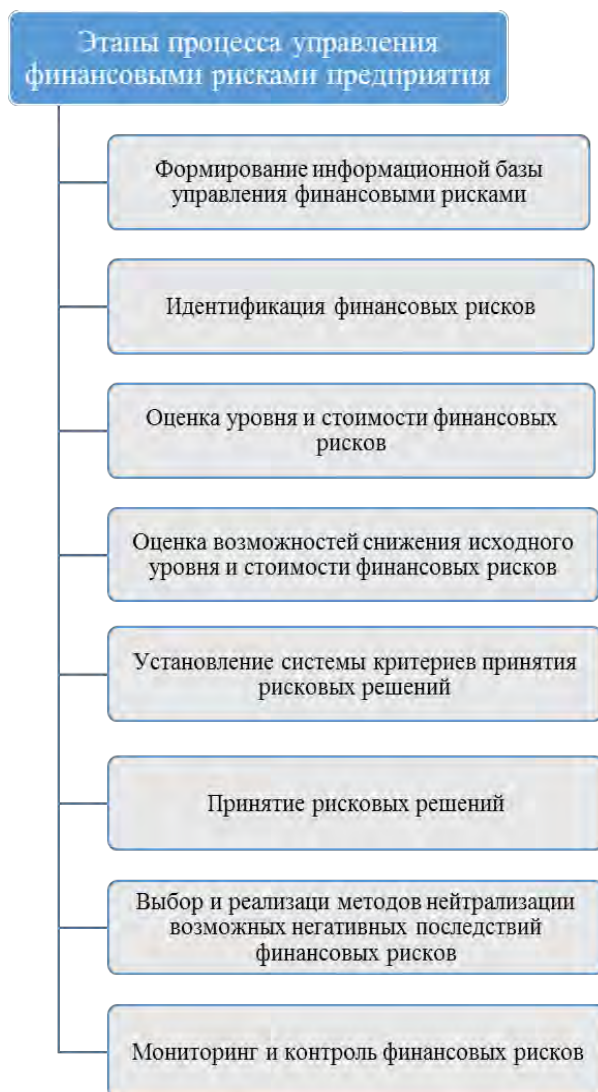 Этапы процесса управления
финансовыми рисками предприятия
Формирование информационной базы
управления финансовыми рисками
Идентификация финансовых рисков
Оценка уровня и стоимости финансовых
рисков
Оценка возможностей снижения исходного
уровня и стоимости финансовых рисков
Установление системы критериев принятия
рисковых решений
Принятие рисковых решений
Выбор и реализаци методов нейтрализации
возможных негативных последствий
финансовых рисков
Мониторинг и контроль финансовых рисков